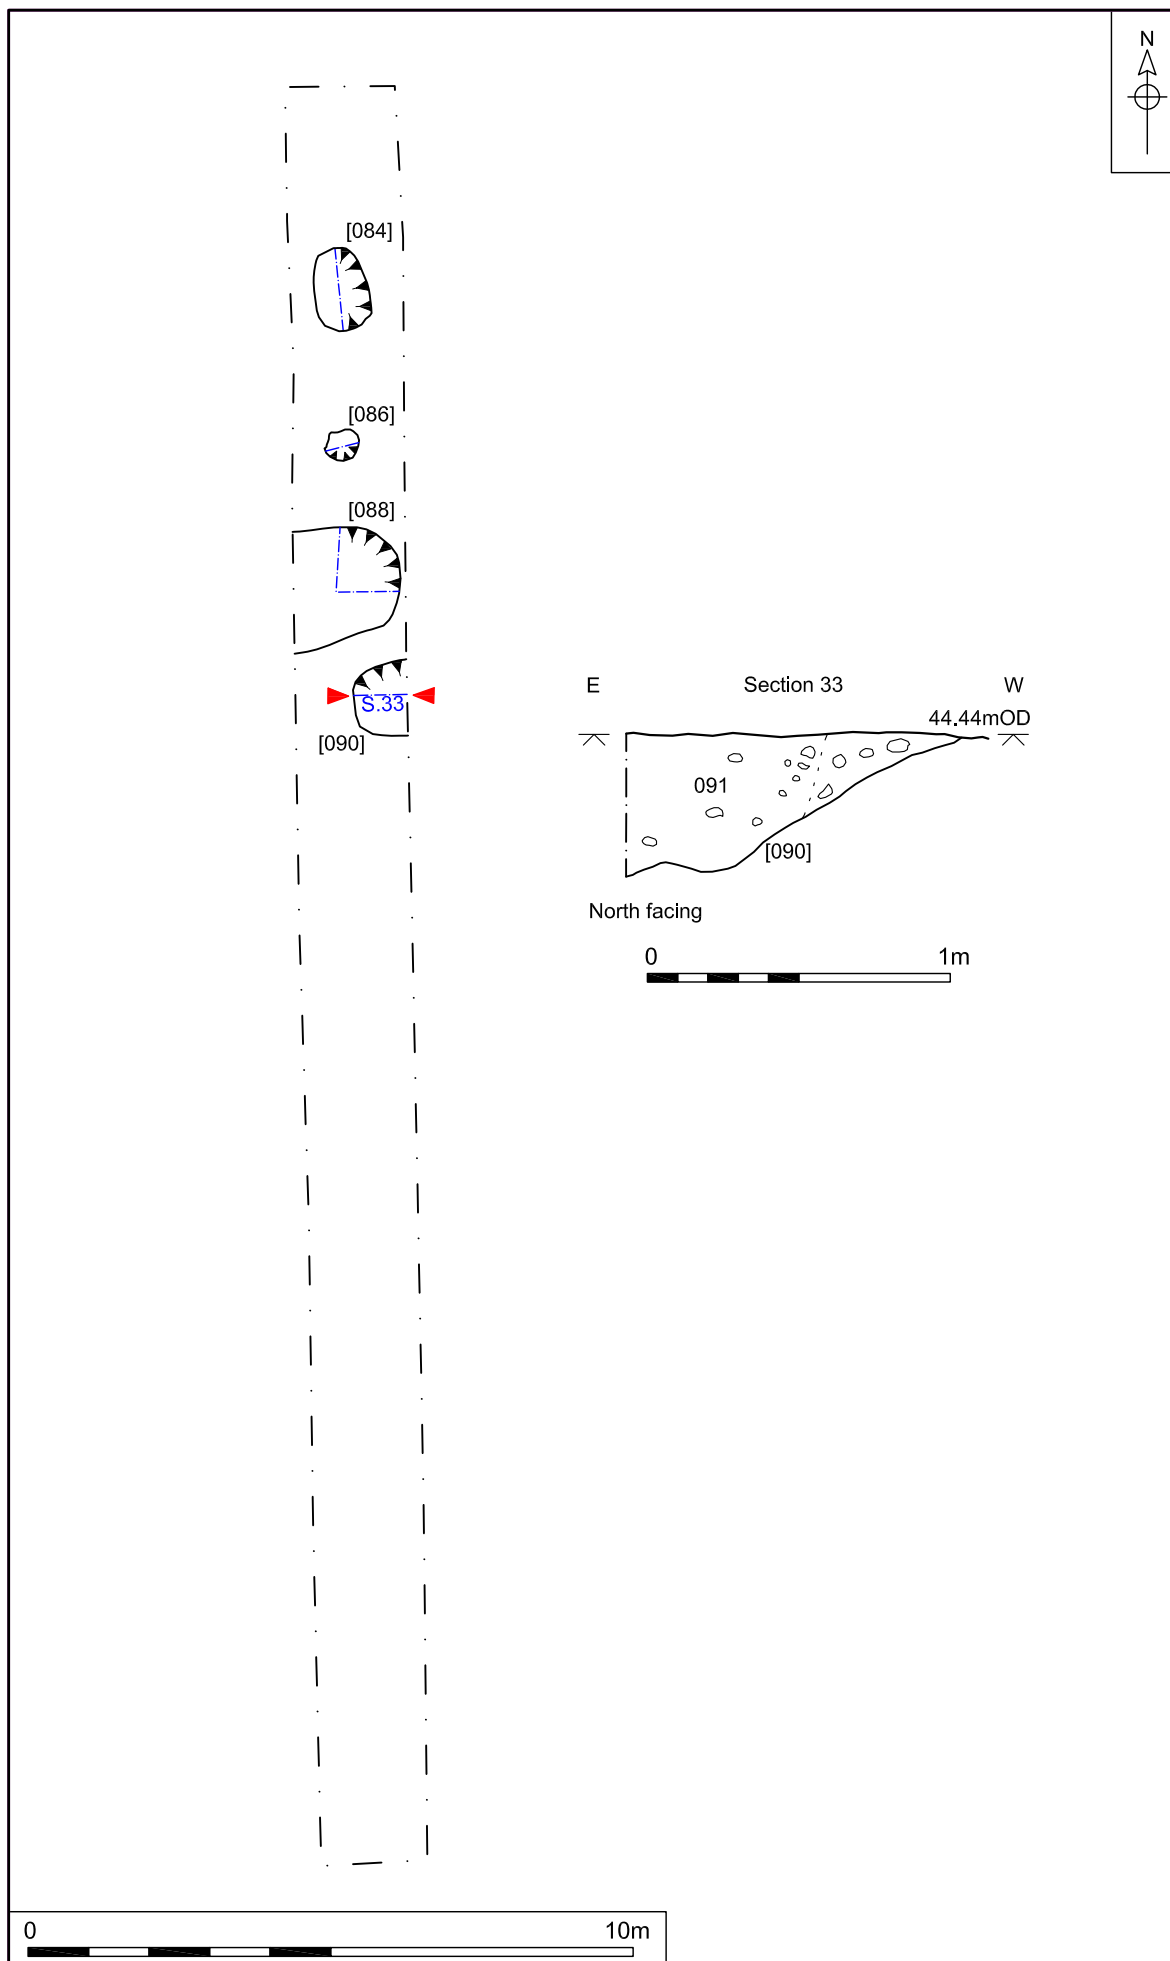 N
[084]
[086]
[088]
S.33
[090]
E Section 33 W
44.44mOD
091
[090]
North facing
0 1m
0 10m